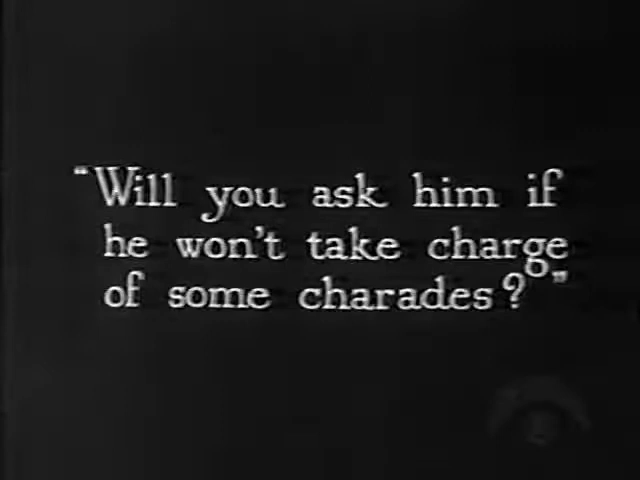 “Will you ask him if
he won't take charge
of some charades?”